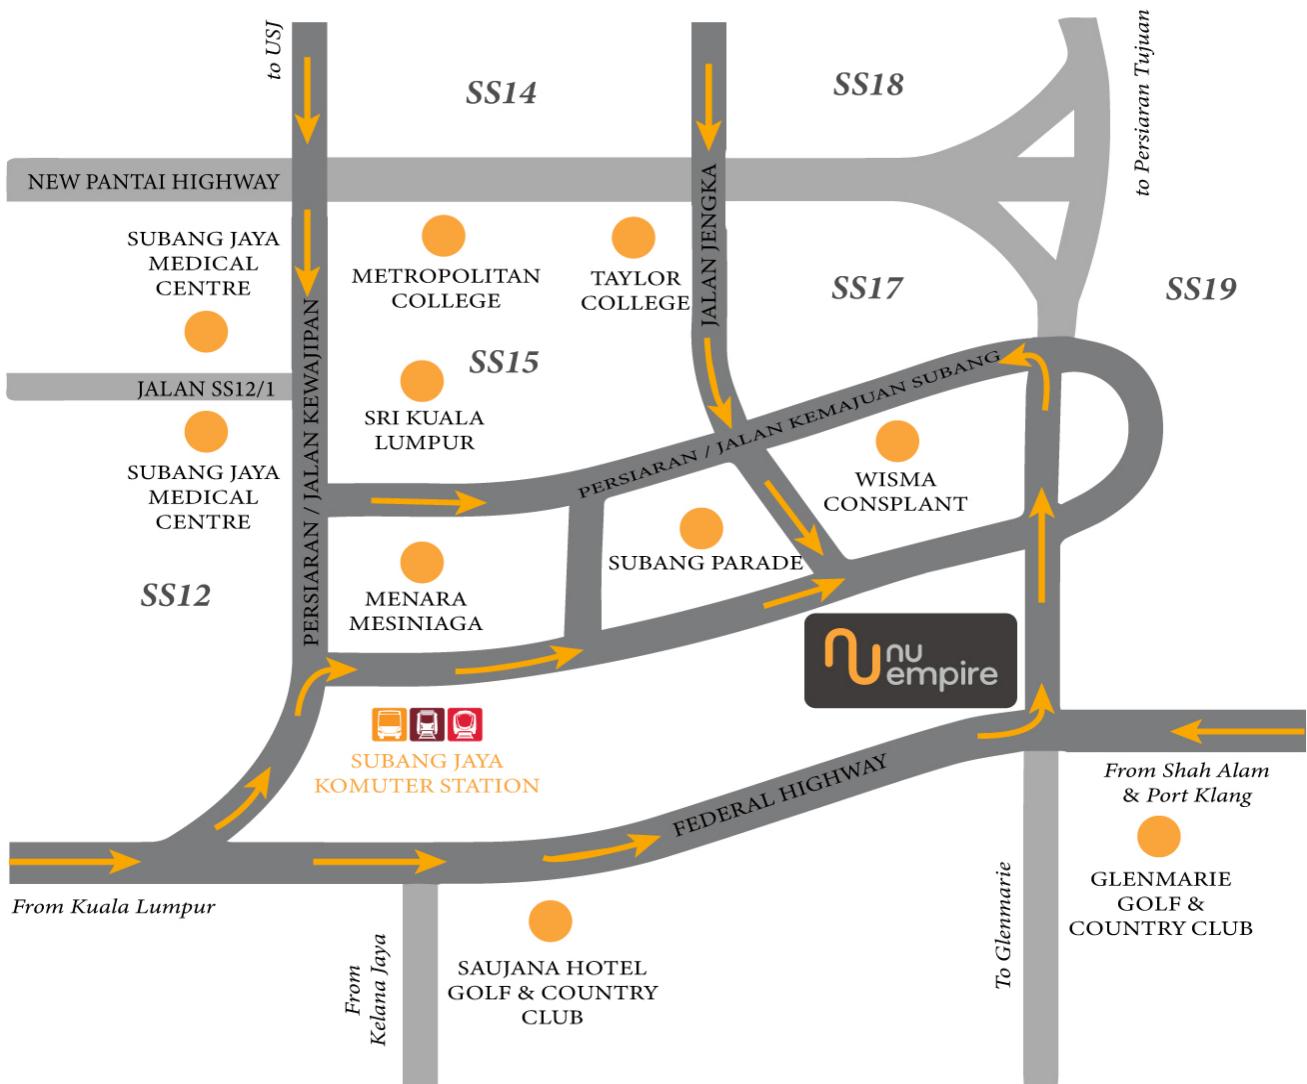 to USJ
SS14
SS18
to Persiaran Tujuan
NEW PANTAI HIGHWAY
JALAN JENGKA
SUBANG JAYA
MEDICAL
CENTRE
METROPOLITAN
COLLEGE
TAYLOR
COLLEGE
SS17
SS19
PERSIARAN / JALAN KEWAJIPAN
SS15
JALAN SS12/1
SRI KUALA
LUMPUR
PERSIARAN / JALAN KEMAJUAN SUBANG
SUBANG JAYA
MEDICAL
CENTRE
WISMA
CONSPLANT
SUBANG PARADE
SS12
MENARA
MESINIAGA
nu
empire
SUBANG JAYA
KOMUTER STATION
FEDERAL HIGHWAY
From Shah Alam
& Port Klang
From Kuala Lumpur
GLENMARIE
GOLF &
COUNTRY CLUB
To Glenmarie
From
Kelana Jaya
SAUJANA HOTEL
GOLF & COUNTRY
CLUB